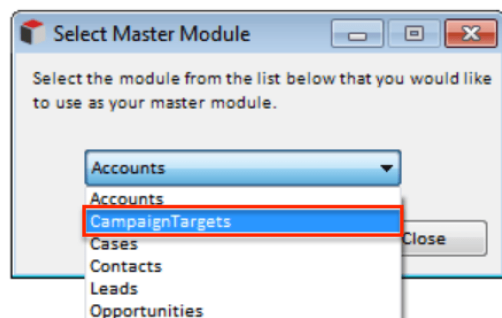 Select Master Module
Select the module from the list below that you would like
to use as your master module.
Accounts
Accounts
CampaignTargets
Cases
Close
Contacts
Leads
Opportunities